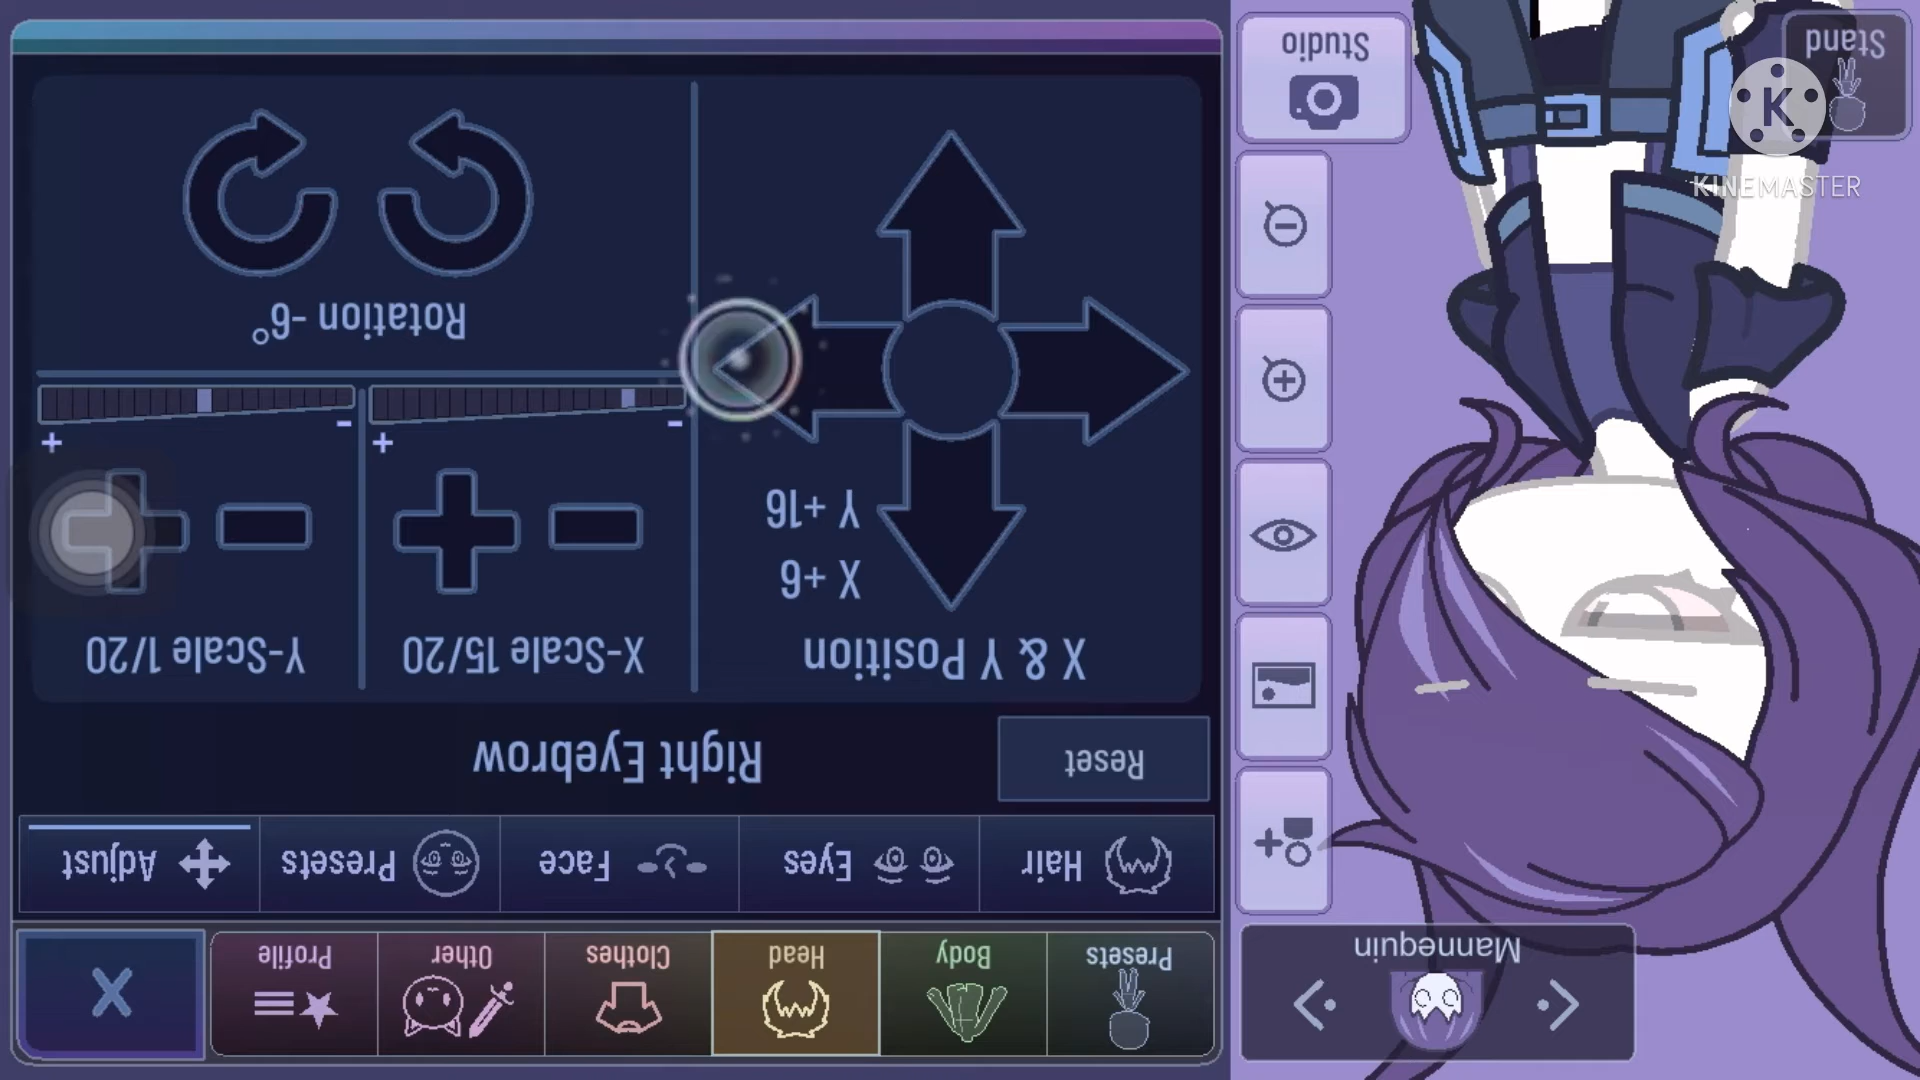 Mannequin
Presets
Body
Head
Clothes
Other
Profile
X
Hair
Eyes
Face
Presets
Adjust
Reset
Right Eyebrow
X & Y Position
X +6
Y +16
X-Scale 15/20
+
-
Y-Scale 1/20
+
-
Rotation -6°
Studio
Stand
K
KINEMASTER